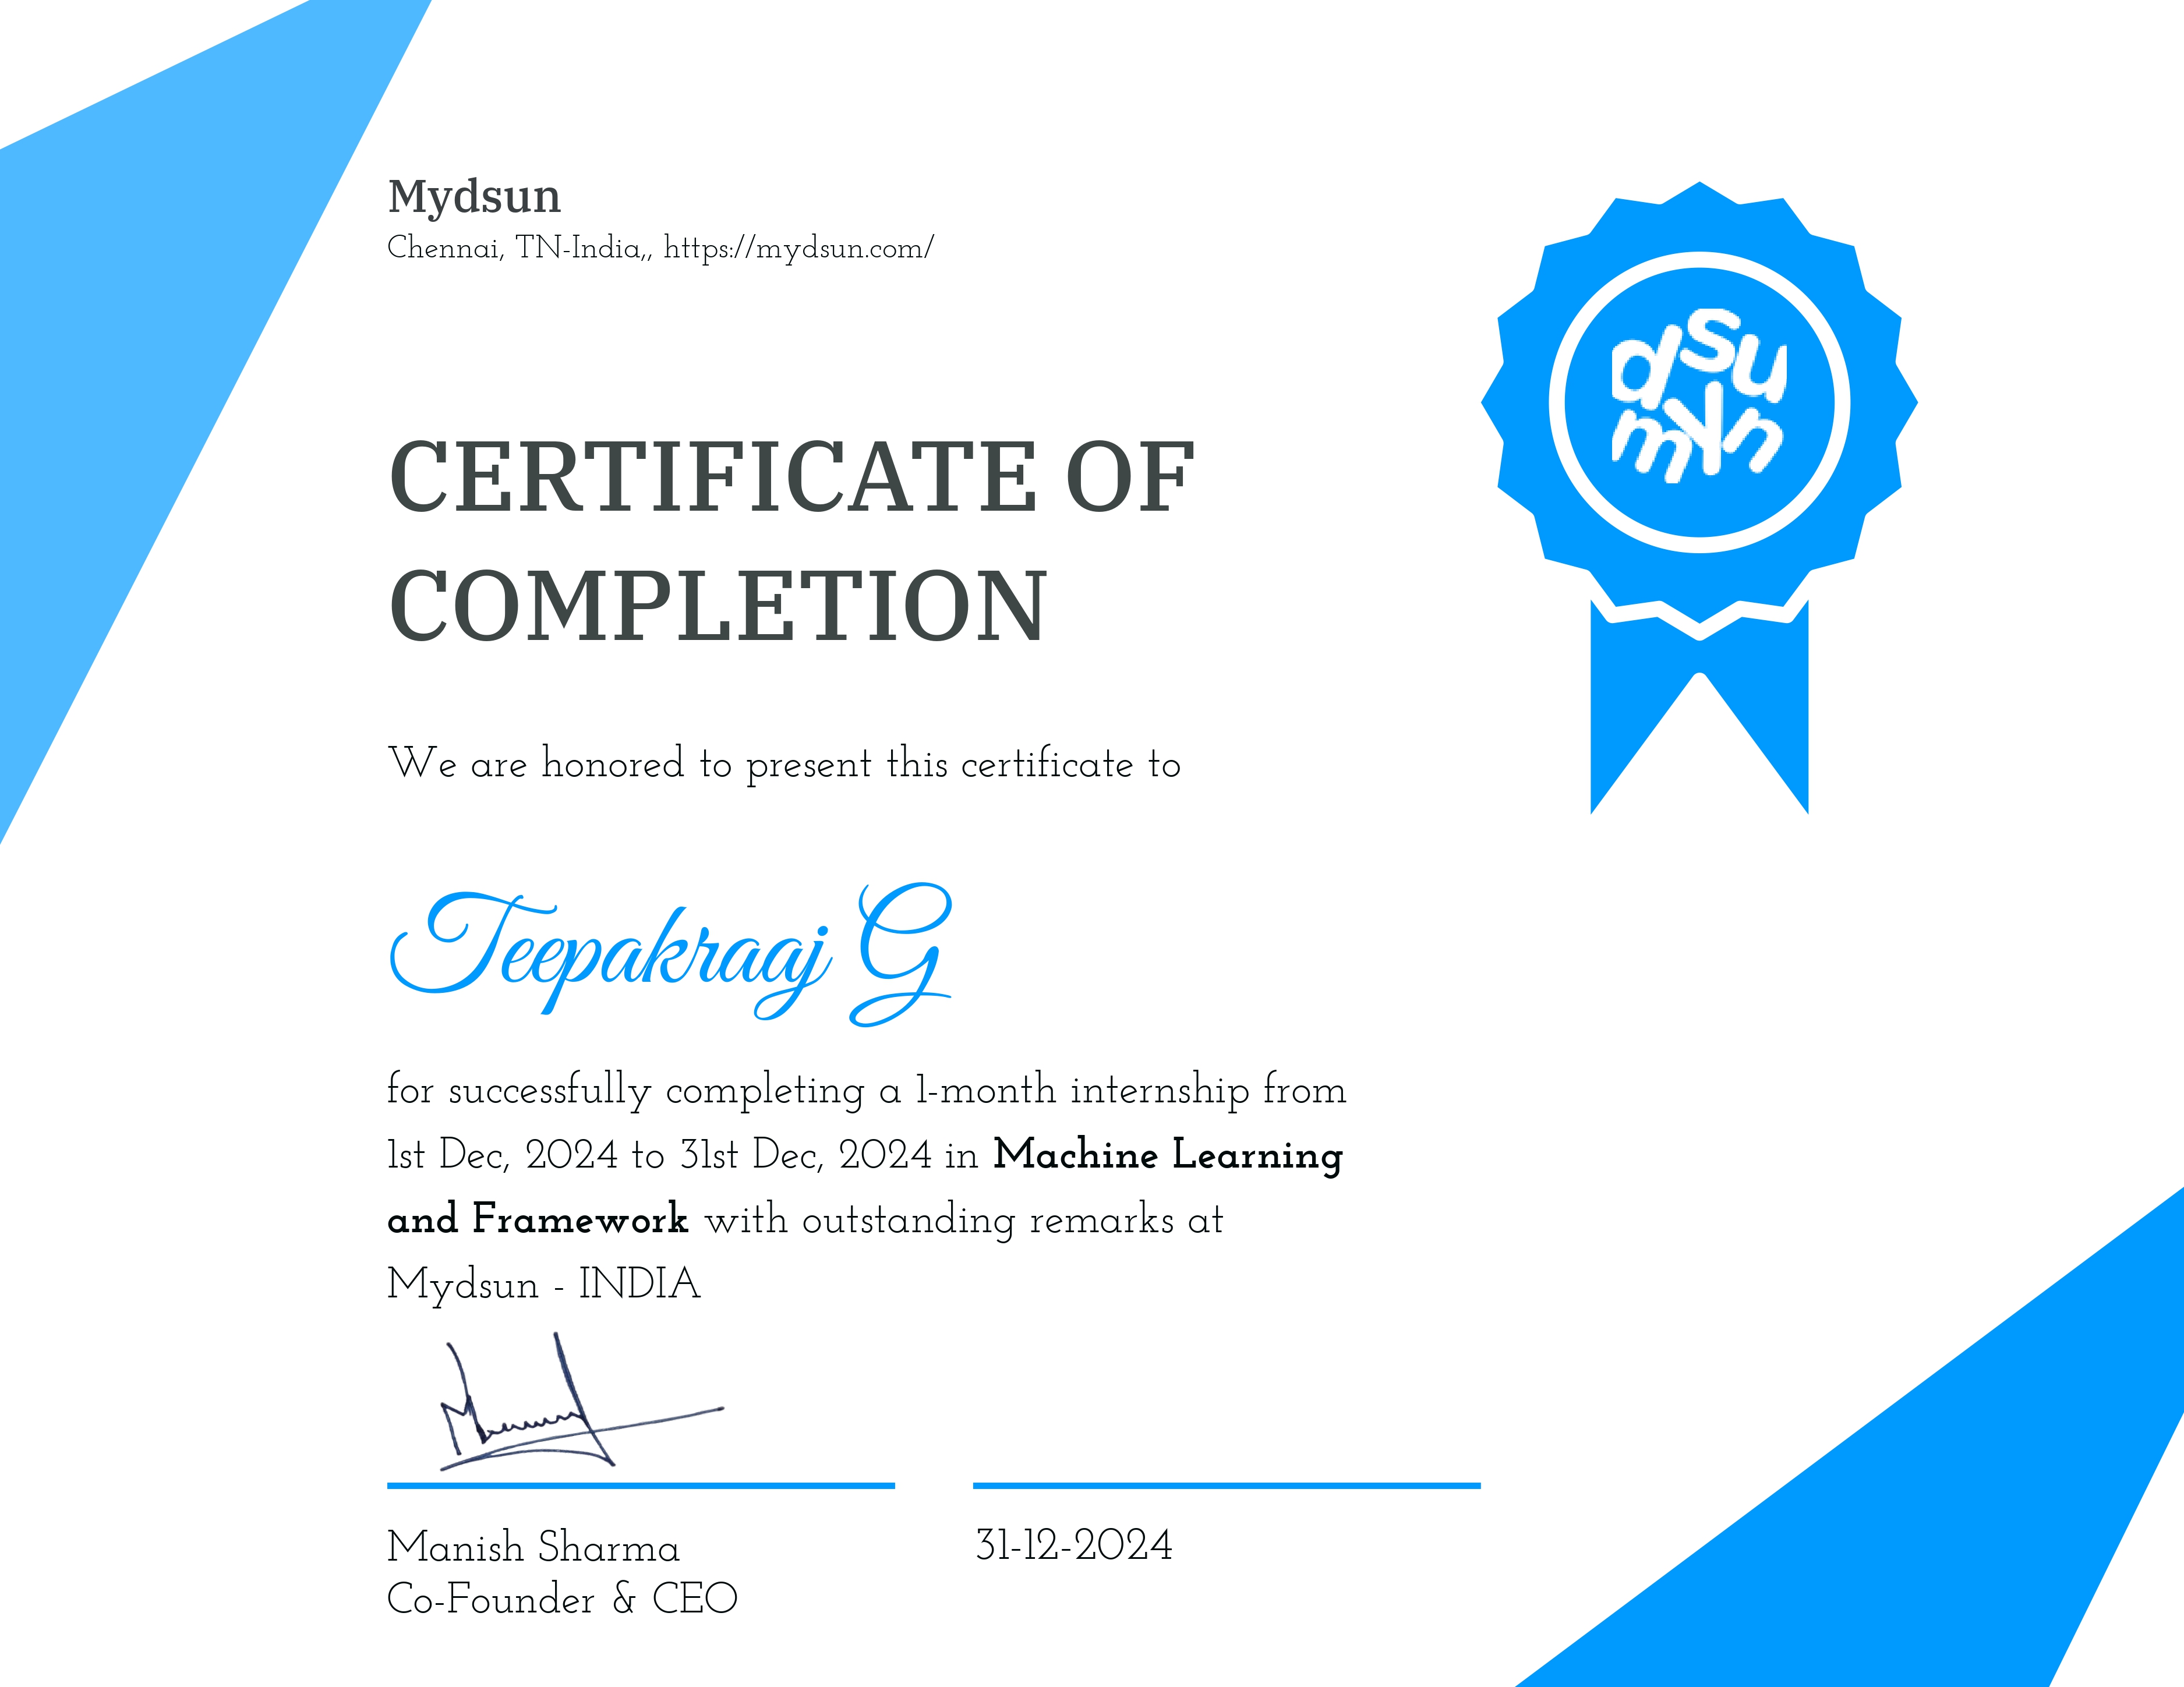 Mydsun
Chennai, TN-India,, https://mydsun.com/
dsu
myn
CERTIFICATE OF
COMPLETION
We are honored to present this certificate to
Teepakraaj G
for successfully completing a 1-month internship from
1st Dec, 2024 to 31st Dec, 2024 in Machine Learning
and Framework with outstanding remarks at
Mydsun - INDIA
Manish Sharma
Co-Founder & CEO
31-12-2024